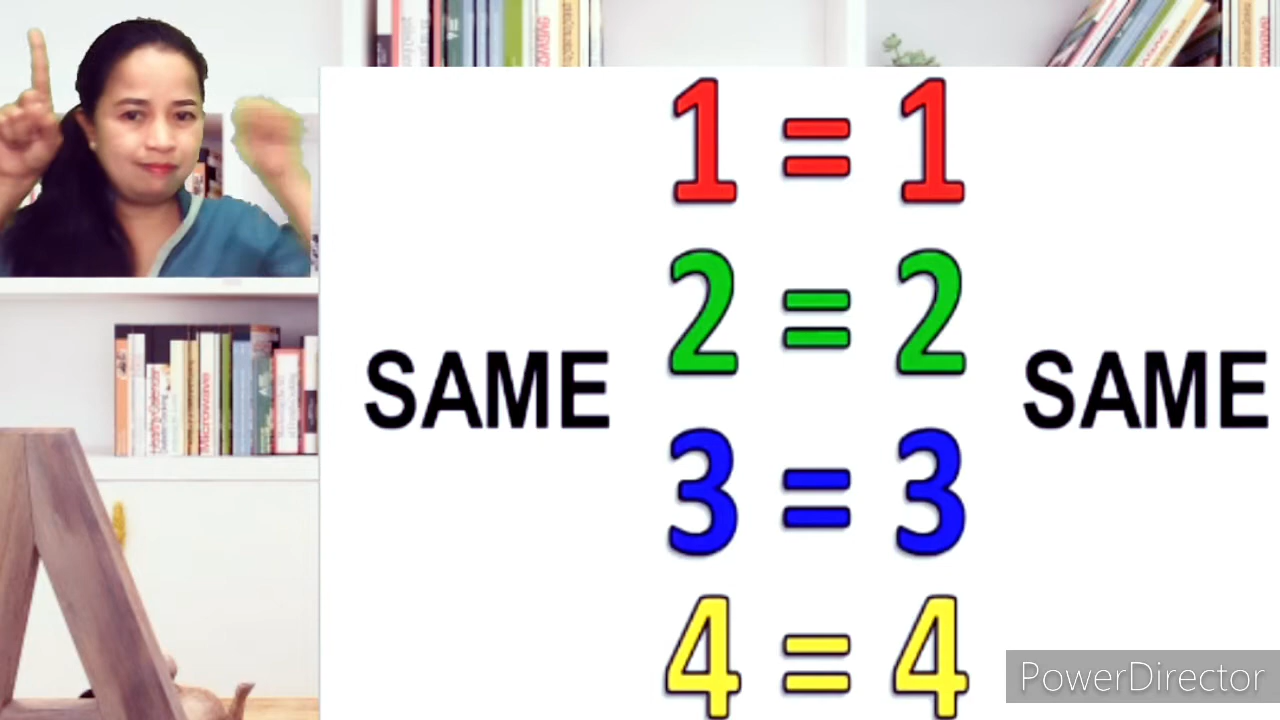 1 = 1
2 = 2
SAME SAME
3 = 3
4 = 4
PowerDirector